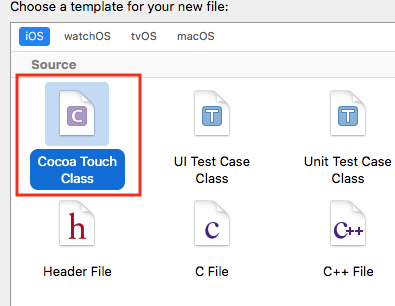 Choose a template for your new file:
iOS watchOS tvOS macOS
Source
C T T
Cocoa Touch Class
UI Test Case Class
Unit Test Case Class
h c c++
Header File C File C++ File